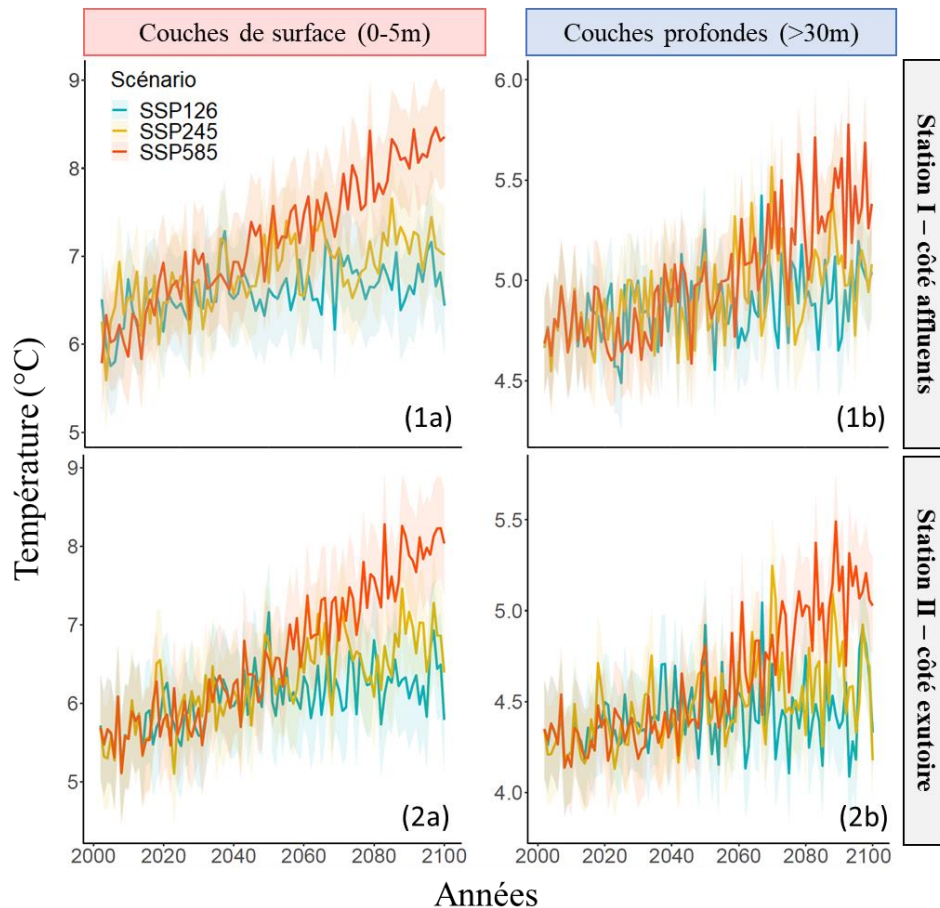 Couches de surface (0-5m)
Couches profondes (>30m)
Scénario
SSP126
SSP245
SSP585
9
8
7
6
5
(1a)
6.0
5.5
5.0
4.5
(1b)
Station I – côté affluents
Température (°C)
9
8
7
6
5
(2a)
2000 2020 2040 2060 2080 2100
5.5
5.0
4.5
4.0
(2b)
2000 2020 2040 2060 2080 2100
Station II – côté exutoire
Années